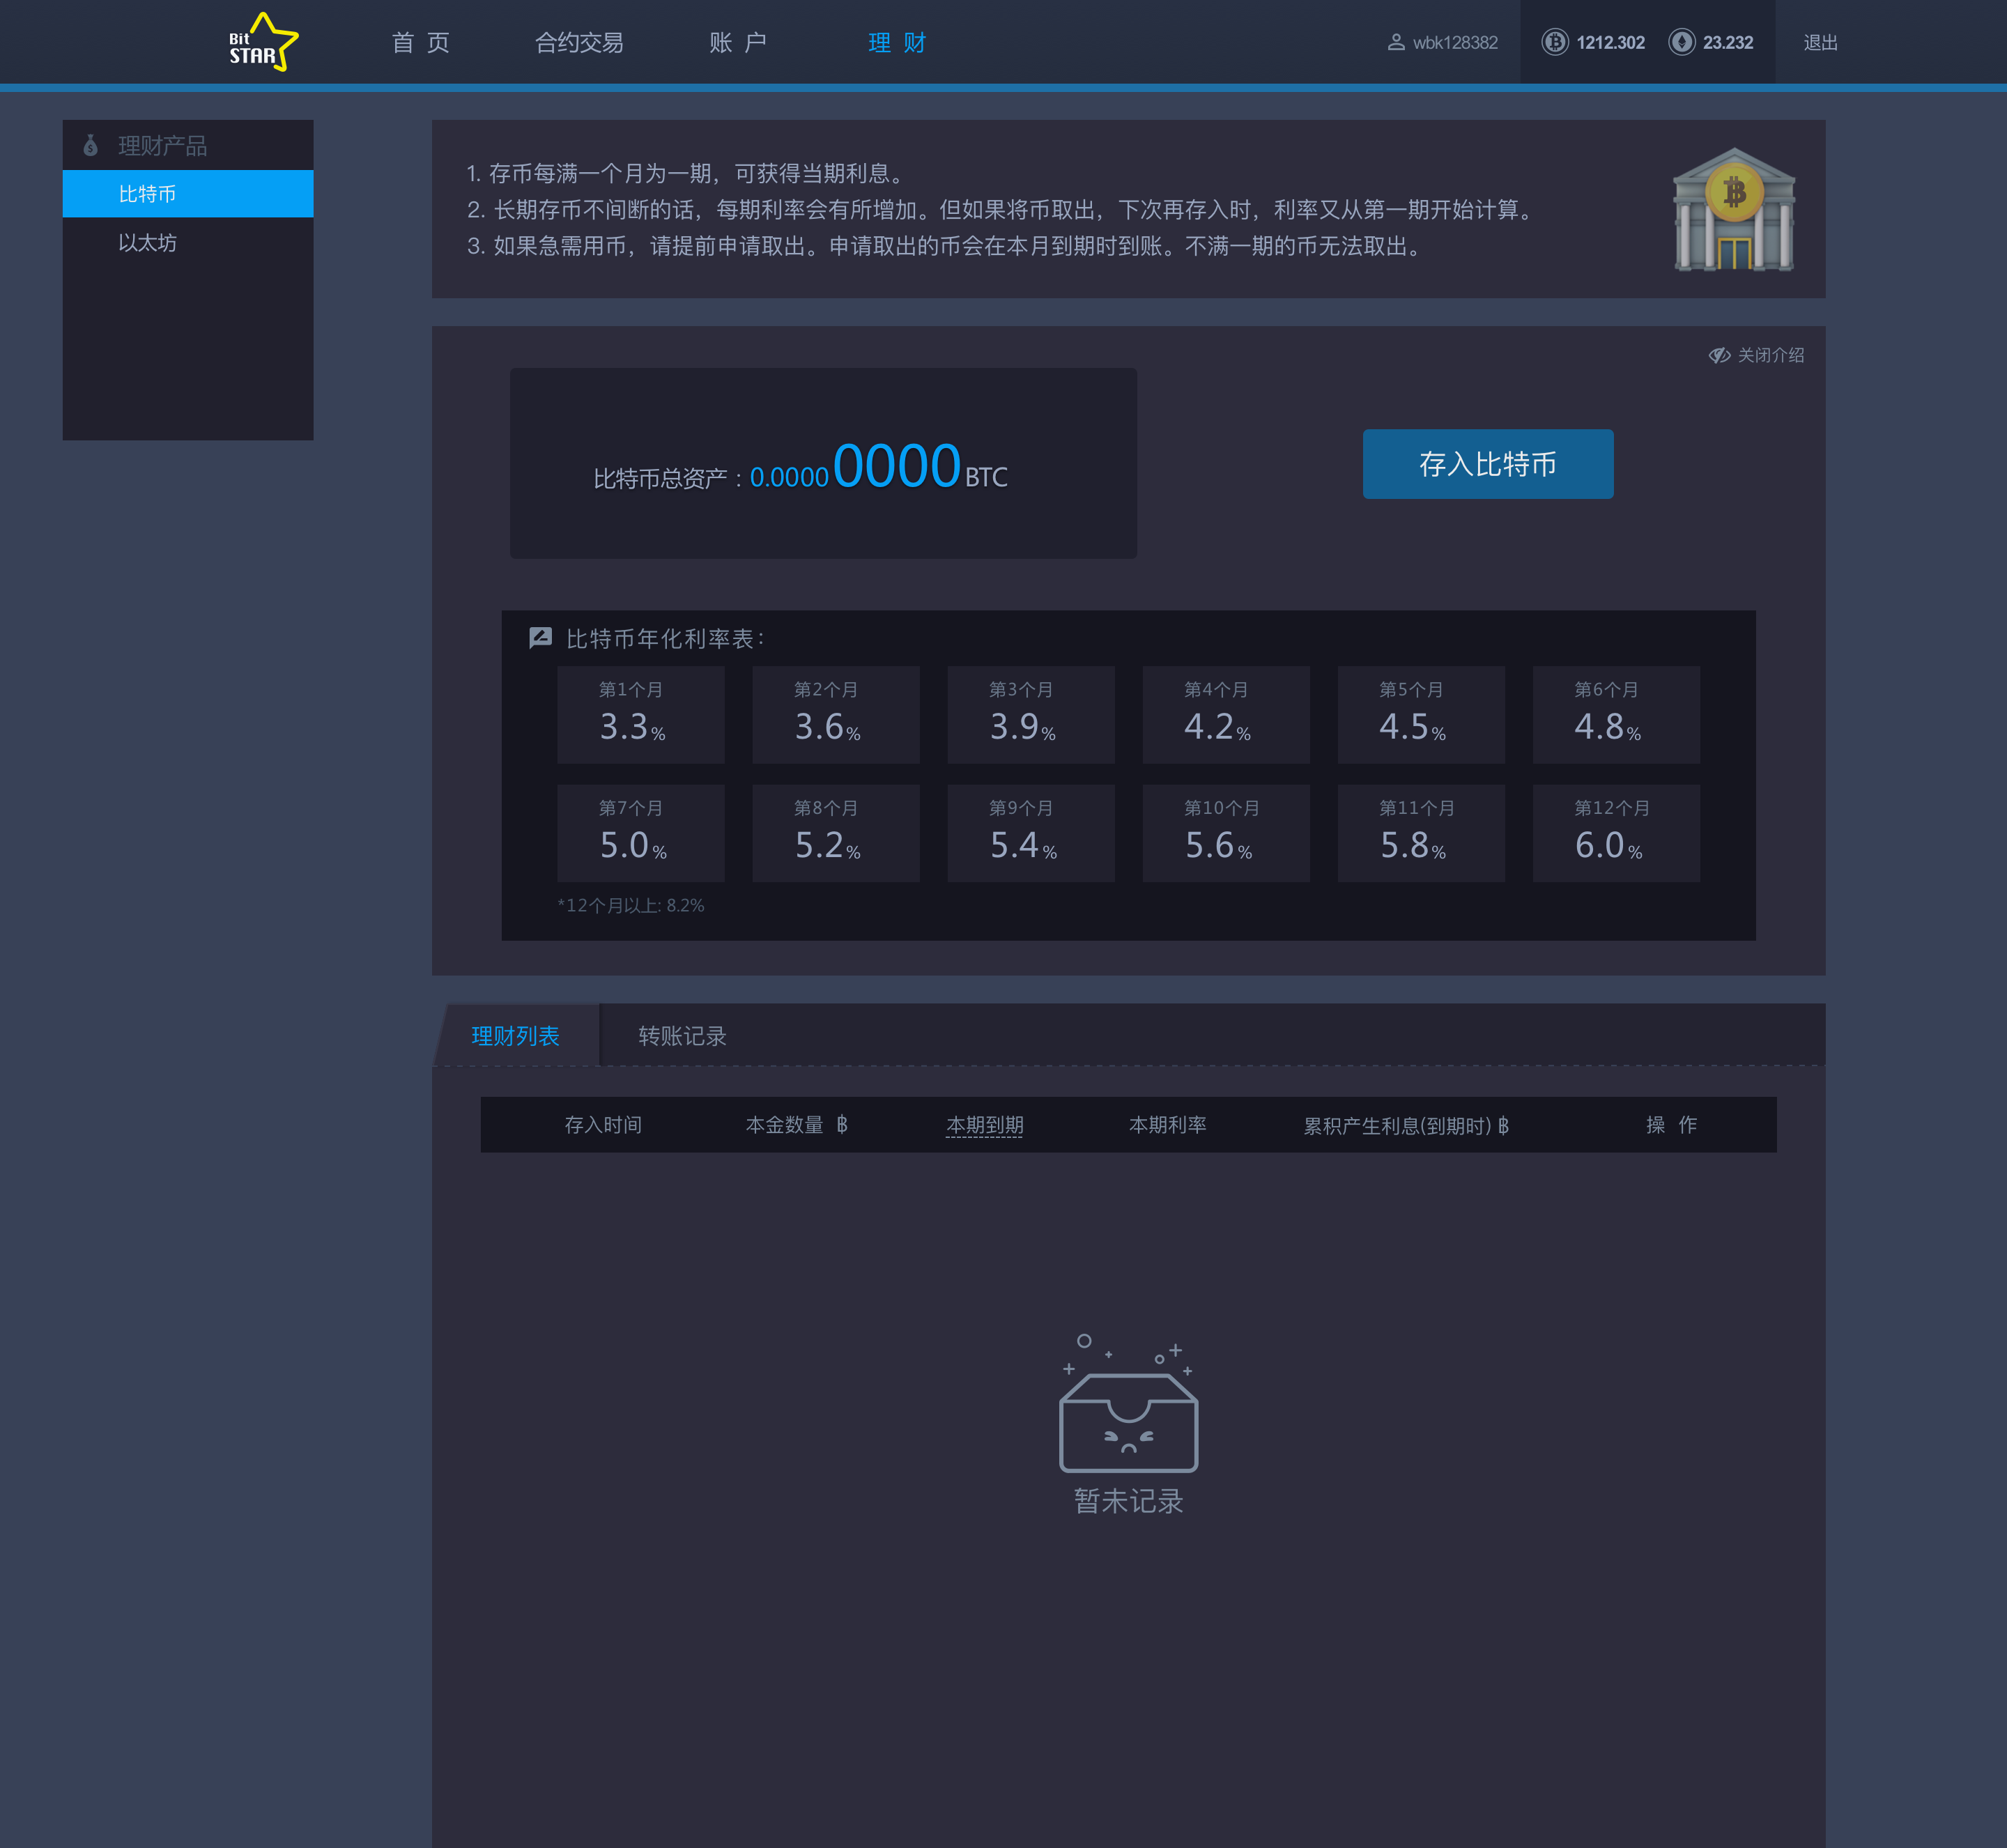 Bit
STAR
首 页
合约交易
账 户
理 财
wbk128382
1212.302
23.232
退出
理财产品
比特币
以太坊
1. 存币每满一个月为一期，可获得当期利息。
2. 长期存币不间断的话，每期利率会有所增加。但如果将币取出，下次再存入时，利率又从第一期开始计算。
3. 如果急需用币，请提前申请取出。申请取出的币会在本月到期时到账。不满一期的币无法取出。
关闭介绍
比特币总资产：0.00000000BTC
存入比特币
比特币年化利率表：
第1个月
3.3%
第2个月
3.6%
第3个月
3.9%
第4个月
4.2%
第5个月
4.5%
第6个月
4.8%
第7个月
5.0%
第8个月
5.2%
第9个月
5.4%
第10个月
5.6%
第11个月
5.8%
第12个月
6.0%
*12个月以上: 8.2%
理财列表
转账记录
存入时间
本金数量 ฿
本期到期
本期利率
累积产生利息(到期时) ฿
操 作
暂未记录